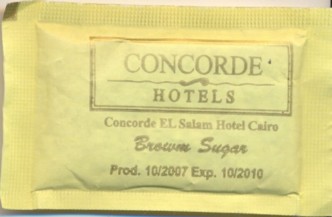 CONCORDE
HOTELS
Concorde EL Salam Hotel Cairo
Brown Sugar
Prod. 10/2007 Exp. 10/2010